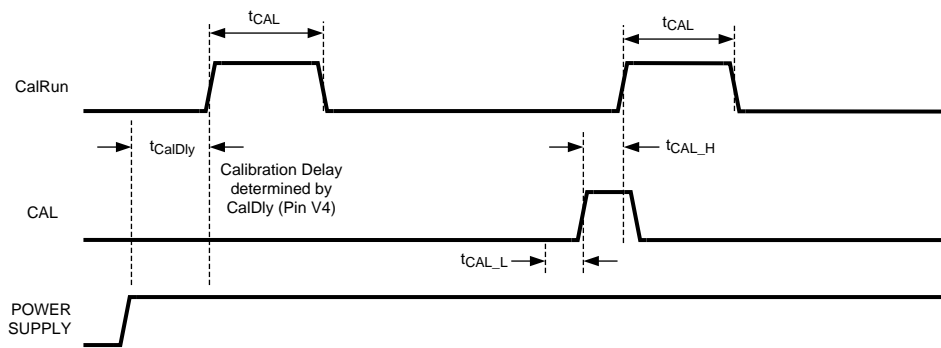 tCAL
tCAL
CalRun
tCalDly
Calibration Delay
determined by
CalDly (Pin V4)
tCAL_H
CAL
tCAL_L
POWER
SUPPLY